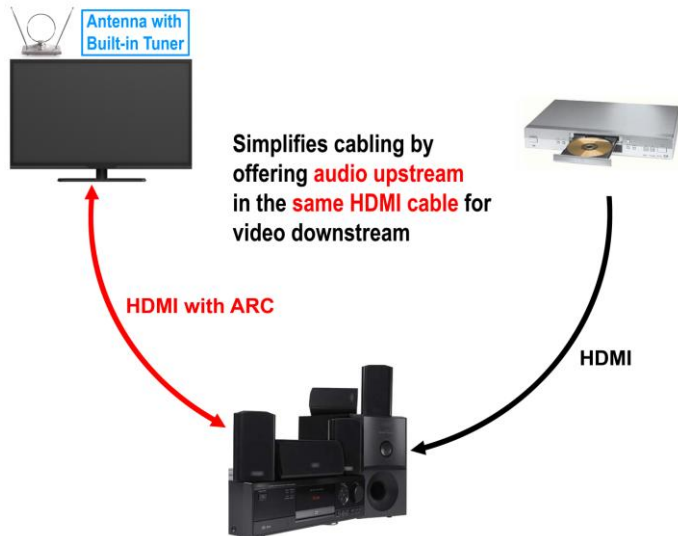 Antenna with
Built-in Tuner
Simplifies cabling by
offering audio upstream
in the same HDMI cable for
video downstream
HDMI with ARC
HDMI